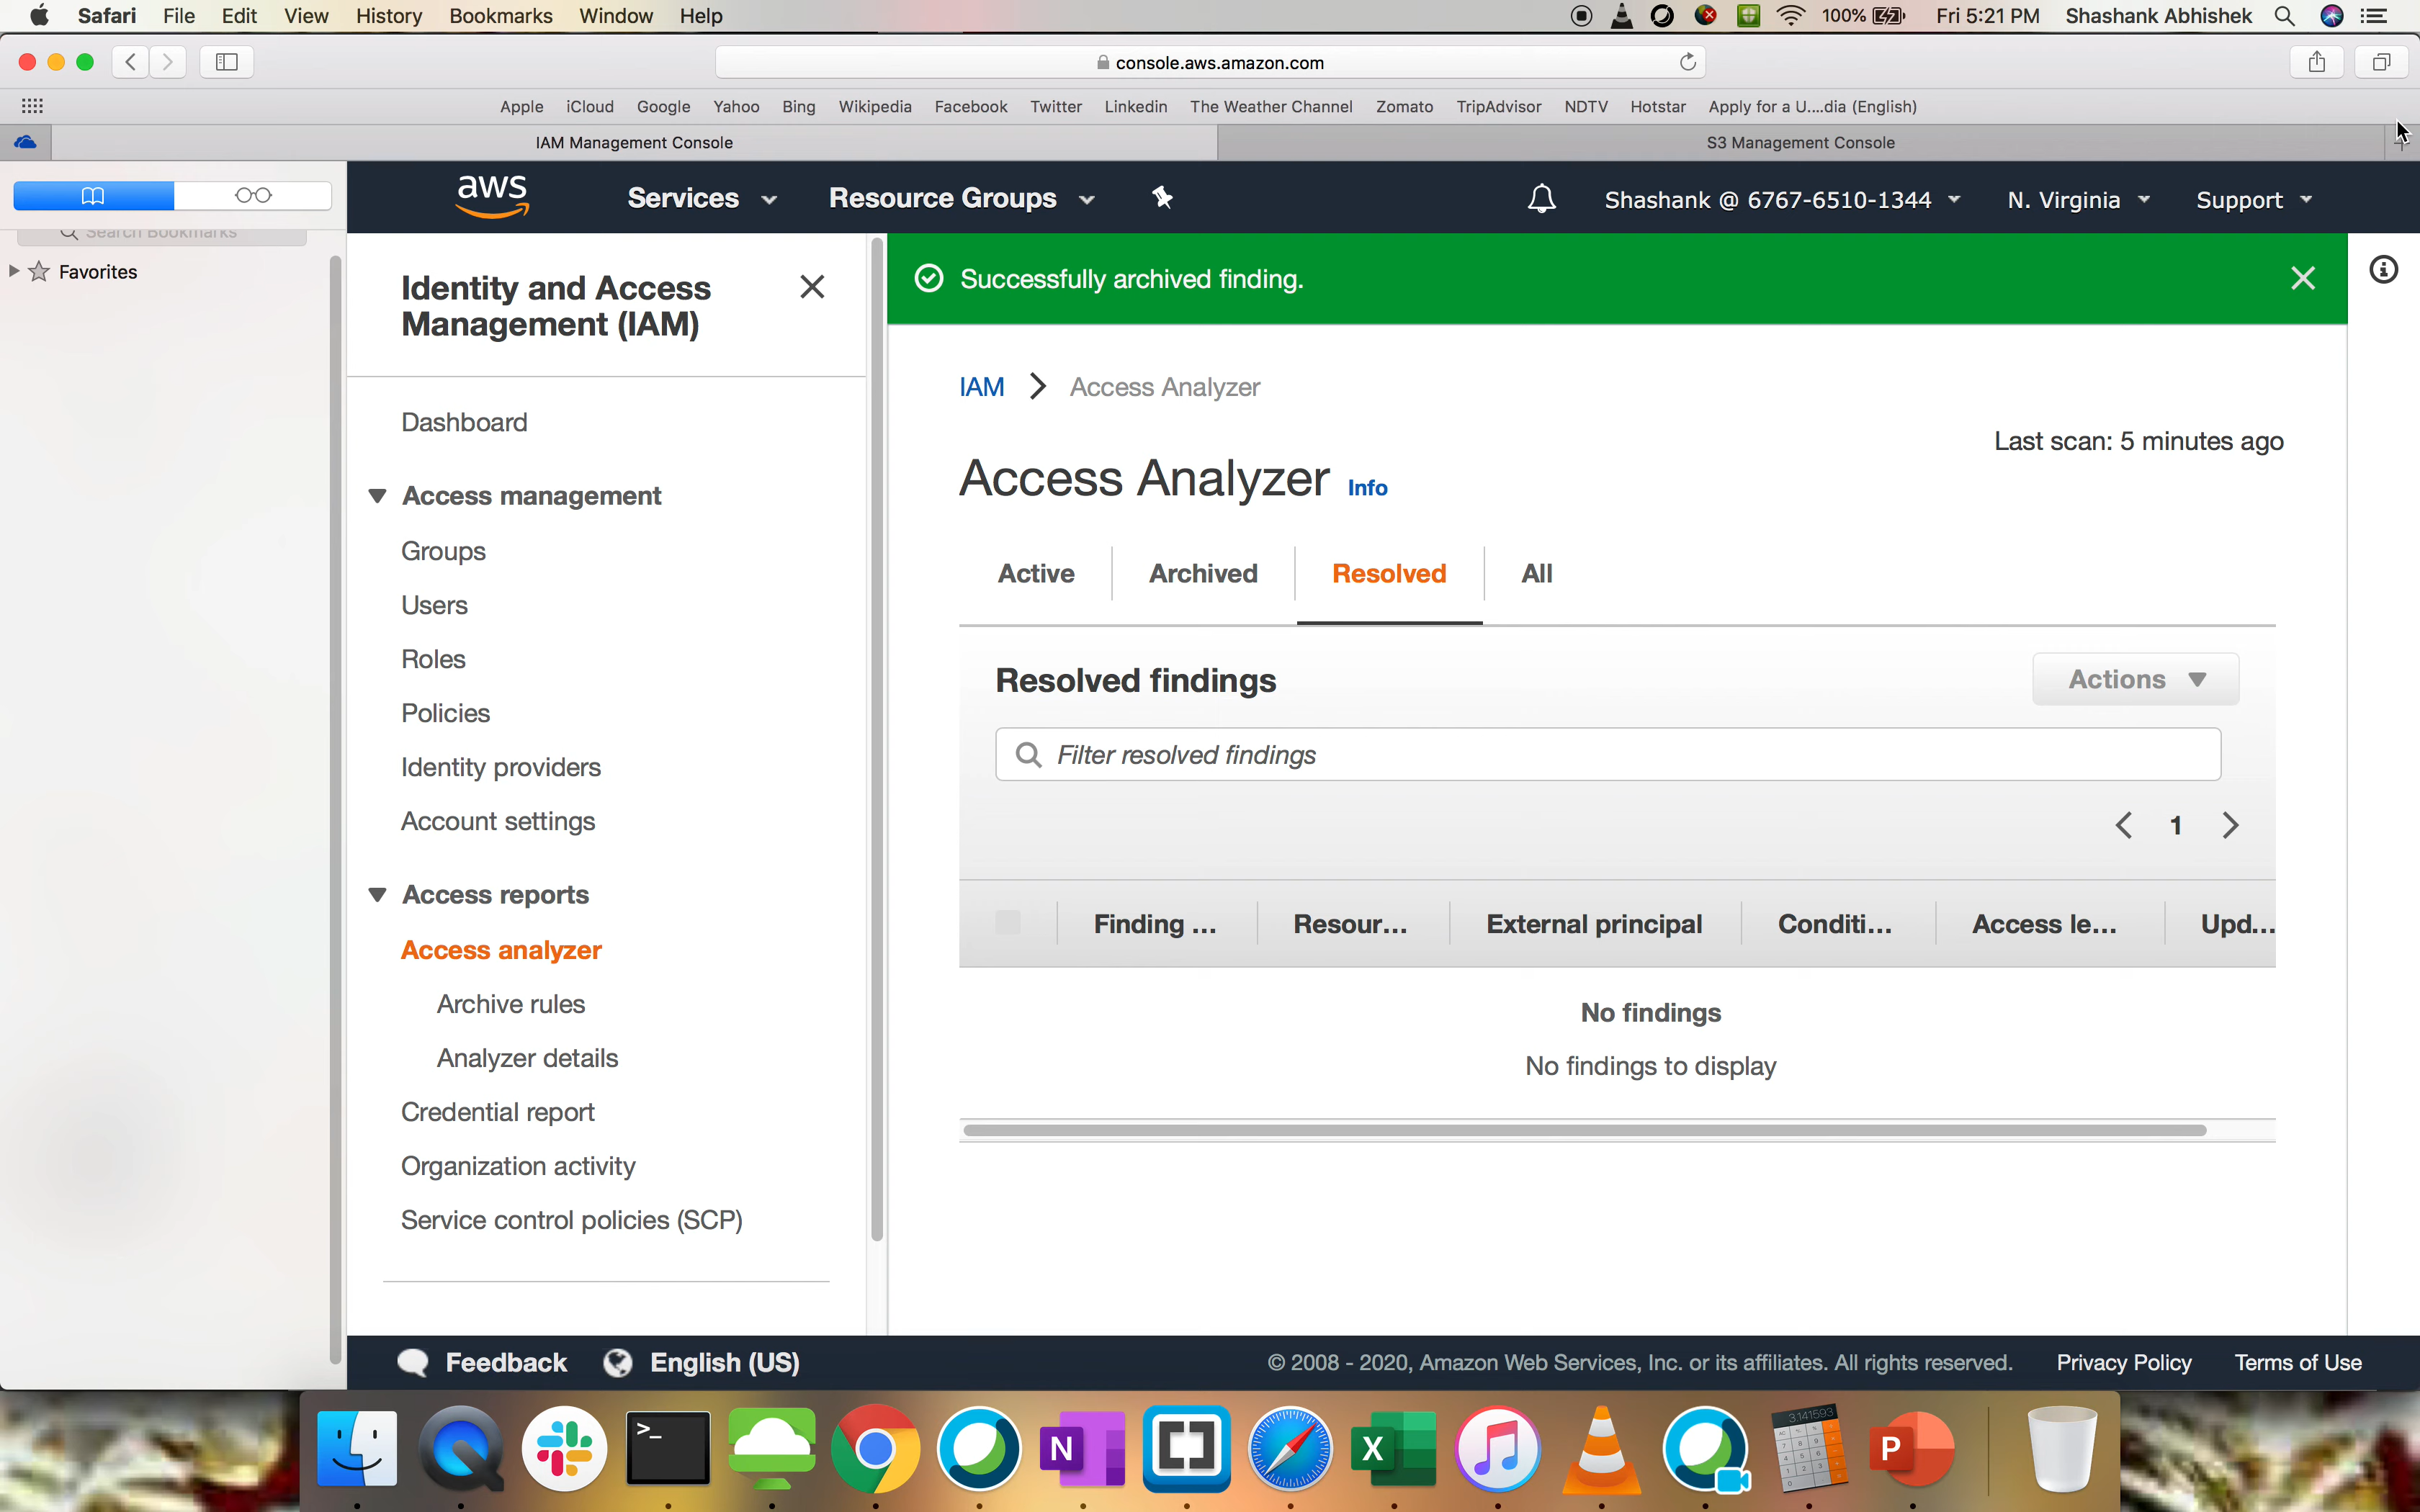 Safari File Edit View History Bookmarks Window Help 100% Fri 5:21 PM Shashank Abhishek
console.aws.amazon.com
Apple iCloud Google Yahoo Bing Wikipedia Facebook Twitter Linkedin The Weather Channel Zomato TripAdvisor NDTV Hotstar Apply for a U....dia (English)
IAM Management Console S3 Management Console
aws Services Resource Groups Shashank @ 6767-6510-1344 N. Virginia Support
Search Bookmarks
Favorites
Identity and Access
Management (IAM)
Dashboard
Access management
Groups
Users
Roles
Policies
Identity providers
Account settings
Access reports
Access analyzer
Archive rules
Analyzer details
Credential report
Organization activity
Service control policies (SCP)
Successfully archived finding.
IAM > Access Analyzer
Last scan: 5 minutes ago
Access Analyzer Info
Active Archived Resolved All
Resolved findings Actions
Filter resolved findings
1
Finding ... Resour... External principal Conditi... Access le... Upd...
No findings
No findings to display
Feedback English (US) © 2008 - 2020, Amazon Web Services, Inc. or its affiliates. All rights reserved. Privacy Policy Terms of Use
>_ N X 3.141593 P